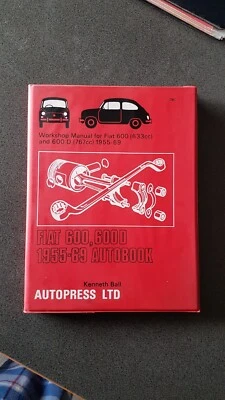 Workshop Manual for Fiat 600 (633cc)
and 600 D (767cc) 1955-69
FIAT 600, 600D
1955-69 AUTOBOOK
Kenneth Ball
AUTOPRESS LTD